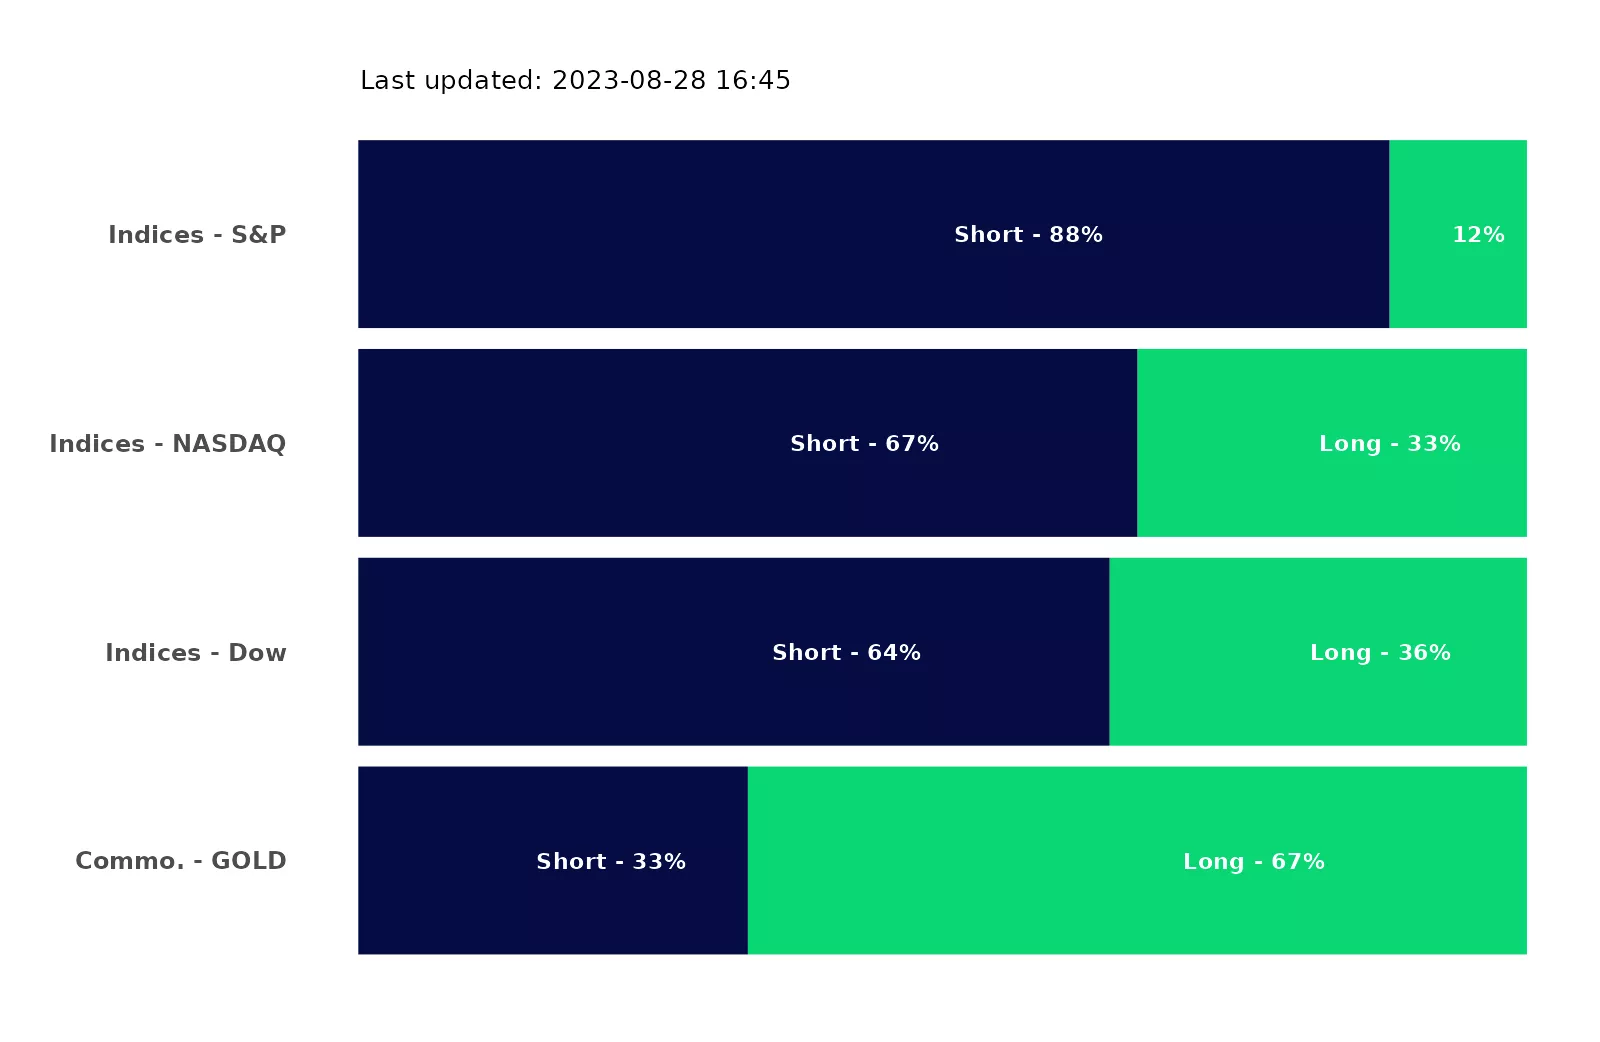 Last updated: 2023-08-28 16:45
Indices - S&P
Short - 88%
12%
Indices - NASDAQ
Short - 67%
Long - 33%
Indices - Dow
Short - 64%
Long - 36%
Commo. - GOLD
Short - 33%
Long - 67%